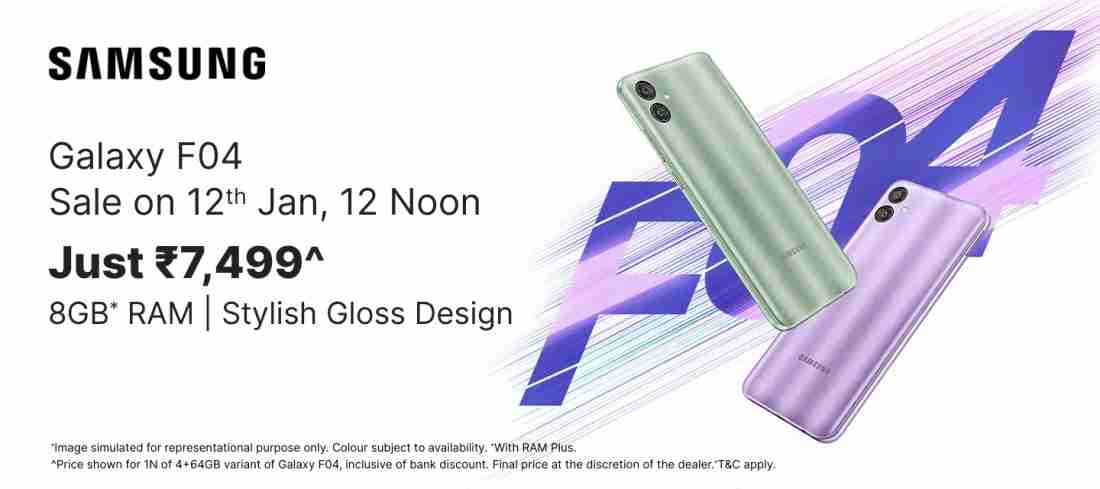 SAMSUNG
Galaxy F04
Sale on 12th Jan, 12 Noon
Just ₹7,499^
8GB* RAM | Stylish Gloss Design
F04
SAMSUNG
SAMSUNG
*Image simulated for representational purpose only. Colour subject to availability. *With RAM Plus.
^Price shown for 1N of 4+64GB variant of Galaxy F04, inclusive of bank discount. Final price at the discretion of the dealer.*T&C apply.